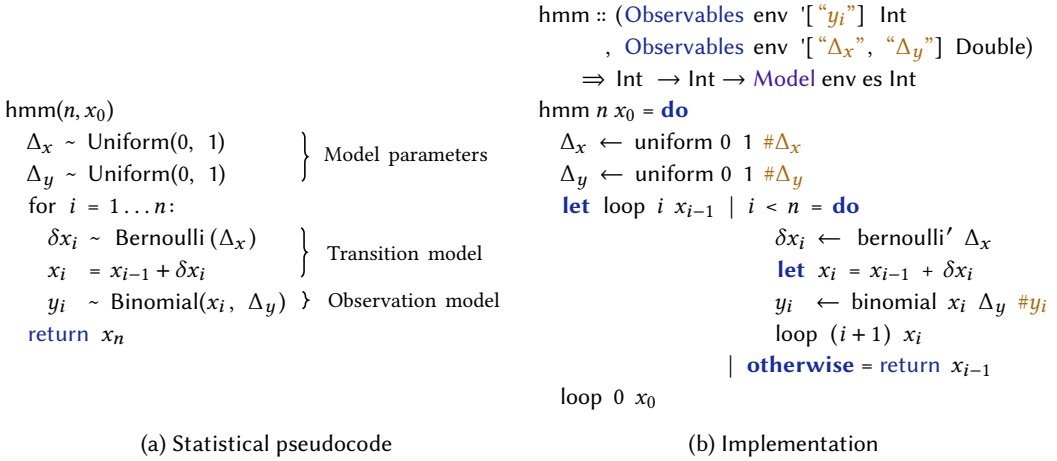 hmm(n, x₀)
Δₓ ~ Uniform(0, 1)
Δᵧ ~ Uniform(0, 1)
} Model parameters
for i = 1 … n:
δxᵢ ~ Bernoulli (Δₓ)
xᵢ = xᵢ₋₁ + δxᵢ
} Transition model
yᵢ ~ Binomial(xᵢ, Δᵧ) } Observation model
return xₙ
(a) Statistical pseudocode
hmm :: (Observables env '[ “yᵢ”] Int
, Observables env '[ “Δₓ”, “Δᵧ”] Double)
⇒ Int → Int → Model env es Int
hmm n x₀ = do
Δₓ ← uniform 0 1 #Δₓ
Δᵧ ← uniform 0 1 #Δᵧ
let loop i xᵢ₋₁ | i < n = do
δxᵢ ← bernoulli′ Δₓ
let xᵢ = xᵢ₋₁ + δxᵢ
yᵢ ← binomial xᵢ Δᵧ #yᵢ
loop (i + 1) xᵢ
| otherwise = return xᵢ₋₁
loop 0 x₀
(b) Implementation